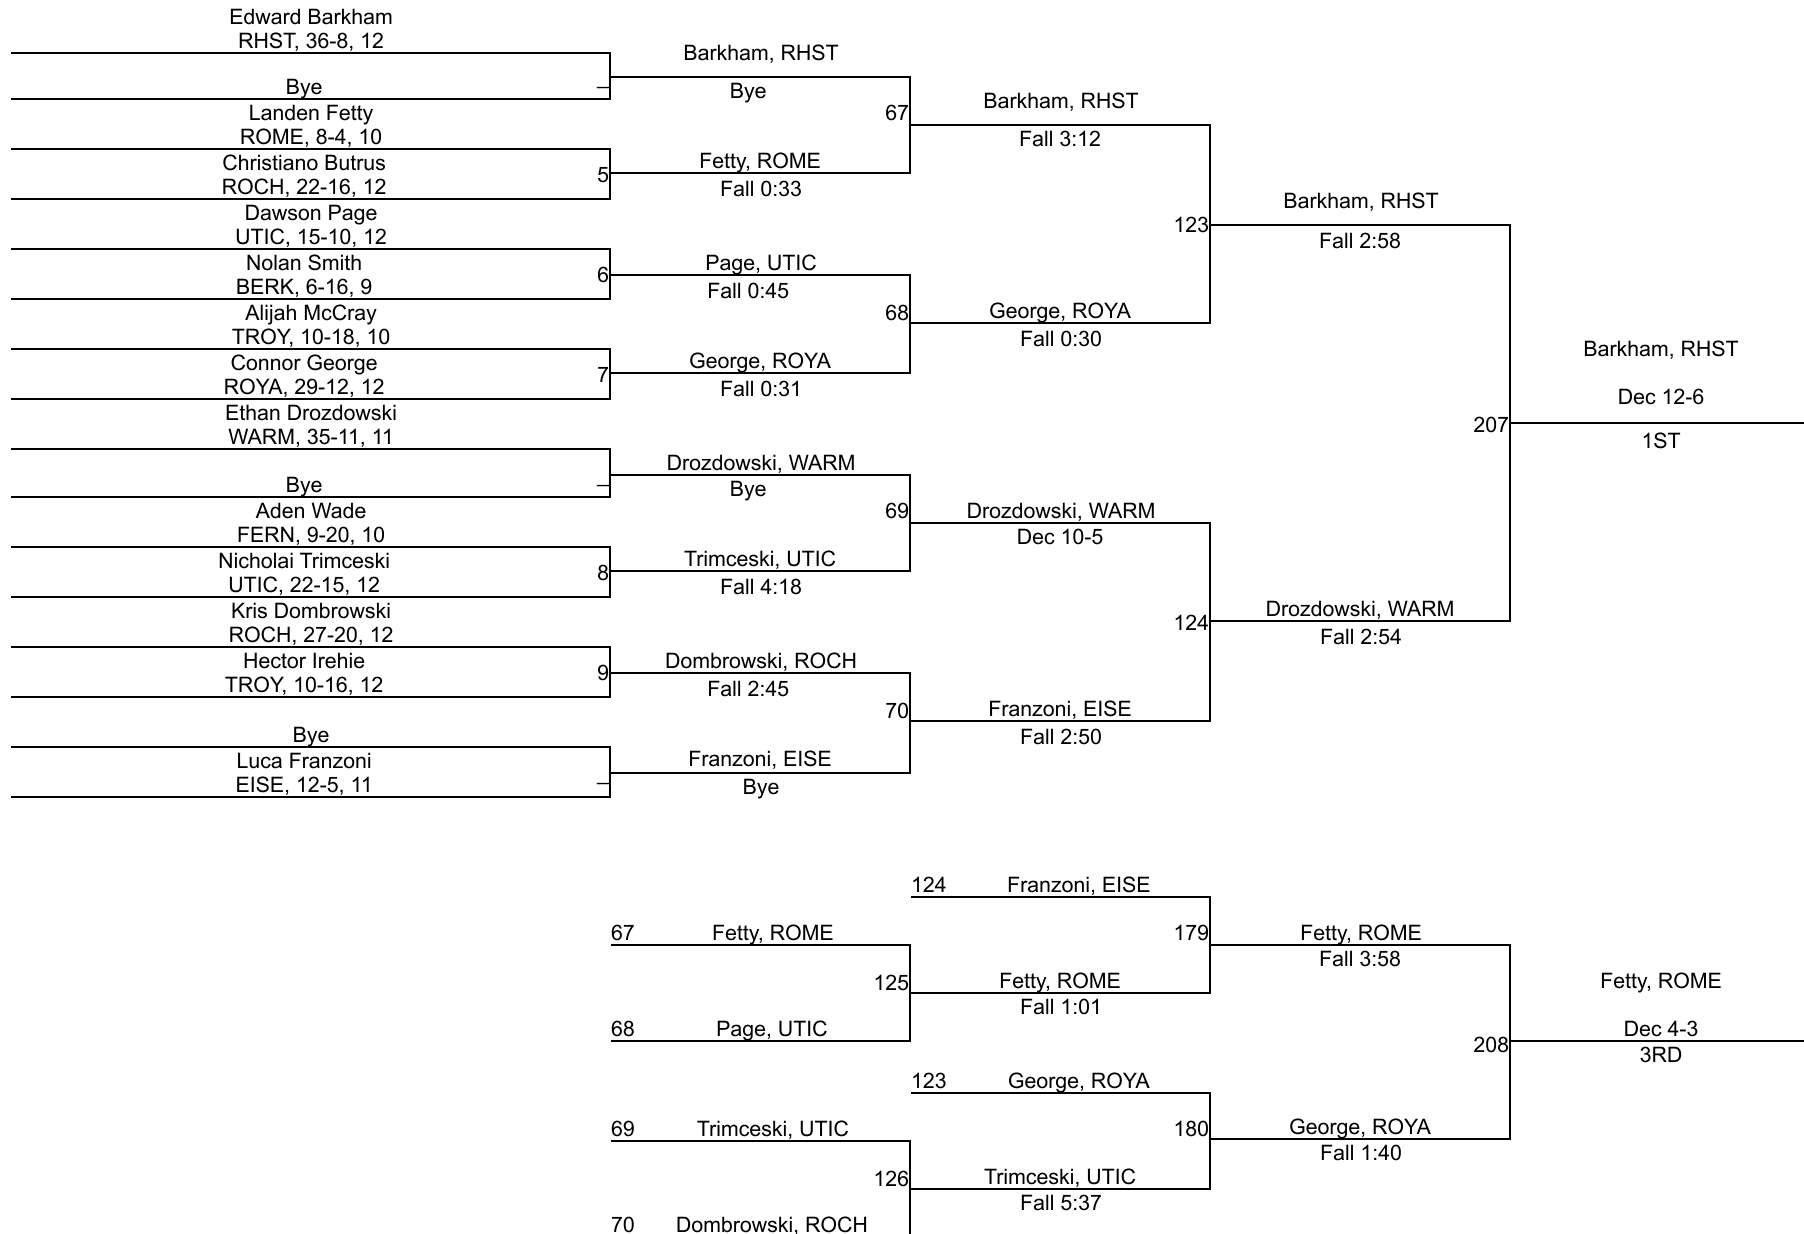 Edward Barkham
RHST, 36-8, 12
Bye
–
Landen Fetty
ROME, 8-4, 10
Christiano Butrus
ROCH, 22-16, 12
5
Dawson Page
UTIC, 15-10, 12
Nolan Smith
BERK, 6-16, 9
6
Alijah McCray
TROY, 10-18, 10
Connor George
ROYA, 29-12, 12
7
Ethan Drozdowski
WARM, 35-11, 11
Bye
–
Aden Wade
FERN, 9-20, 10
Nicholai Trimceski
UTIC, 22-15, 12
8
Kris Dombrowski
ROCH, 27-20, 12
Hector Irehie
TROY, 10-16, 12
9
Bye
Luca Franzoni
EISE, 12-5, 11
–
Barkham, RHST
Bye
67
Fetty, ROME
Fall 0:33
Page, UTIC
Fall 0:45
68
George, ROYA
Fall 0:31
Drozdowski, WARM
Bye
69
Trimceski, UTIC
Fall 4:18
Dombrowski, ROCH
Fall 2:45
70
Franzoni, EISE
Bye
Barkham, RHST
Fall 3:12
123
George, ROYA
Fall 0:30
Drozdowski, WARM
Dec 10-5
124
Franzoni, EISE
Fall 2:50
Barkham, RHST
Fall 2:58
207
Drozdowski, WARM
Fall 2:54
Barkham, RHST
Dec 12-6
1ST
124 Franzoni, EISE
67 Fetty, ROME
179
125
Fetty, ROME
Fall 1:01
68 Page, UTIC
123 George, ROYA
69 Trimceski, UTIC
180
126
Trimceski, UTIC
Fall 5:37
70 Dombrowski, ROCH
Fetty, ROME
Fall 3:58
208
George, ROYA
Fall 1:40
Fetty, ROME
Dec 4-3
3RD